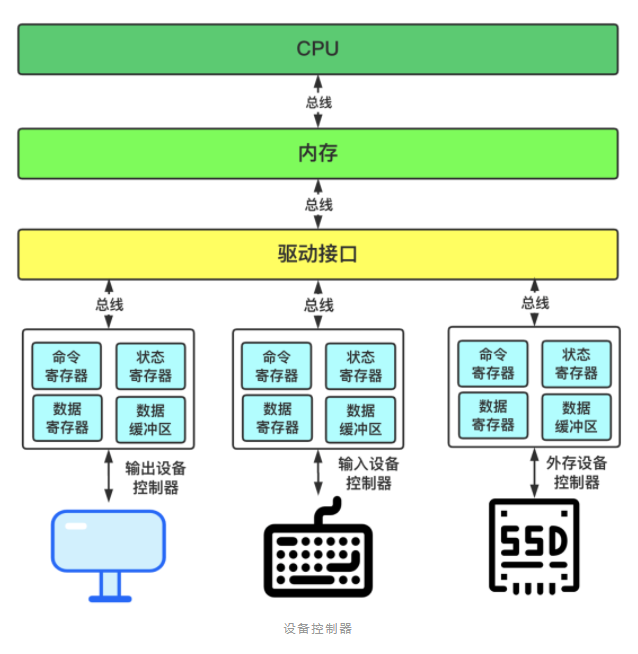 CPU
总线
内存
总线
驱动接口
总线
总线
总线
命令
寄存器
状态
寄存器
数据
寄存器
数据
缓冲区
命令
寄存器
状态
寄存器
数据
寄存器
数据
缓冲区
命令
寄存器
状态
寄存器
数据
寄存器
数据
缓冲区
输出设备
控制器
输入设备
控制器
外存设备
控制器
SSD
设备控制器